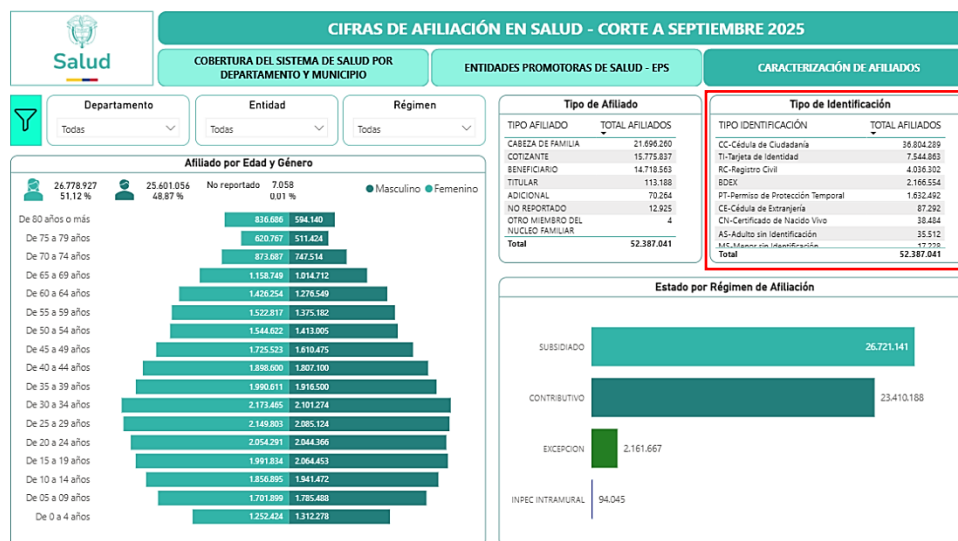 Salud
CIFRAS DE AFILIACIÓN EN SALUD - CORTE A SEPTIEMBRE 2025
COBERTURA DEL SISTEMA DE SALUD POR
DEPARTAMENTO Y MUNICIPIO
ENTIDADES PROMOTORAS DE SALUD - EPS
CARACTERIZACIÓN DE AFILIADOS
Departamento
Todas
Entidad
Todas
Régimen
Todas
Afiliado por Edad y Género
26.778.927
51,12 %
25.601.056
48,87 %
No reportado 7.058
0,01 %
Masculino Femenino
De 80 años o más 836.686 594.140
De 75 a 79 años 620.767 511.424
De 70 a 74 años 873.687 747.514
De 65 a 69 años 1.158.749 1.014.712
De 60 a 64 años 1.426.254 1.276.549
De 55 a 59 años 1.522.817 1.375.182
De 50 a 54 años 1.544.622 1.413.005
De 45 a 49 años 1.725.523 1.610.475
De 40 a 44 años 1.898.600 1.807.100
De 35 a 39 años 1.990.611 1.916.500
De 30 a 34 años 2.173.465 2.101.274
De 25 a 29 años 2.149.803 2.085.124
De 20 a 24 años 2.054.291 2.044.366
De 15 a 19 años 1.991.834 2.064.453
De 10 a 14 años 1.856.895 1.941.472
De 05 a 09 años 1.701.899 1.785.488
De 0 a 4 años 1.252.424 1.312.278
Tipo de Afiliado
TIPO AFILIADO TOTAL AFILIADOS
CABEZA DE FAMILIA 21.696.260
COTIZANTE 15.775.837
BENEFICIARIO 14.718.563
TITULAR 113.188
ADICIONAL 70.264
NO REPORTADO 12.925
OTRO MIEMBRO DEL 4
NUCLEO FAMILIAR
Total 52.387.041
Tipo de Identificación
TIPO IDENTIFICACIÓN TOTAL AFILIADOS
CC-Cédula de Ciudadanía 36.804.289
TI-Tarjeta de Identidad 7.544.863
RC-Registro Civil 4.036.302
BDEX 2.166.554
PT-Permiso de Protección Temporal 1.632.492
CE-Cédula de Extranjería 87.292
CN-Certificado de Nacido Vivo 38.484
AS-Adulto sin Identificación 35.512
MS-Menor sin Identificación 17.228
Total 52.387.041
Estado por Régimen de Afiliación
SUBSIDIADO 26.721.141
CONTRIBUTIVO 23.410.188
EXCEPCION 2.161.667
INPEC INTRAMURAL 94.045